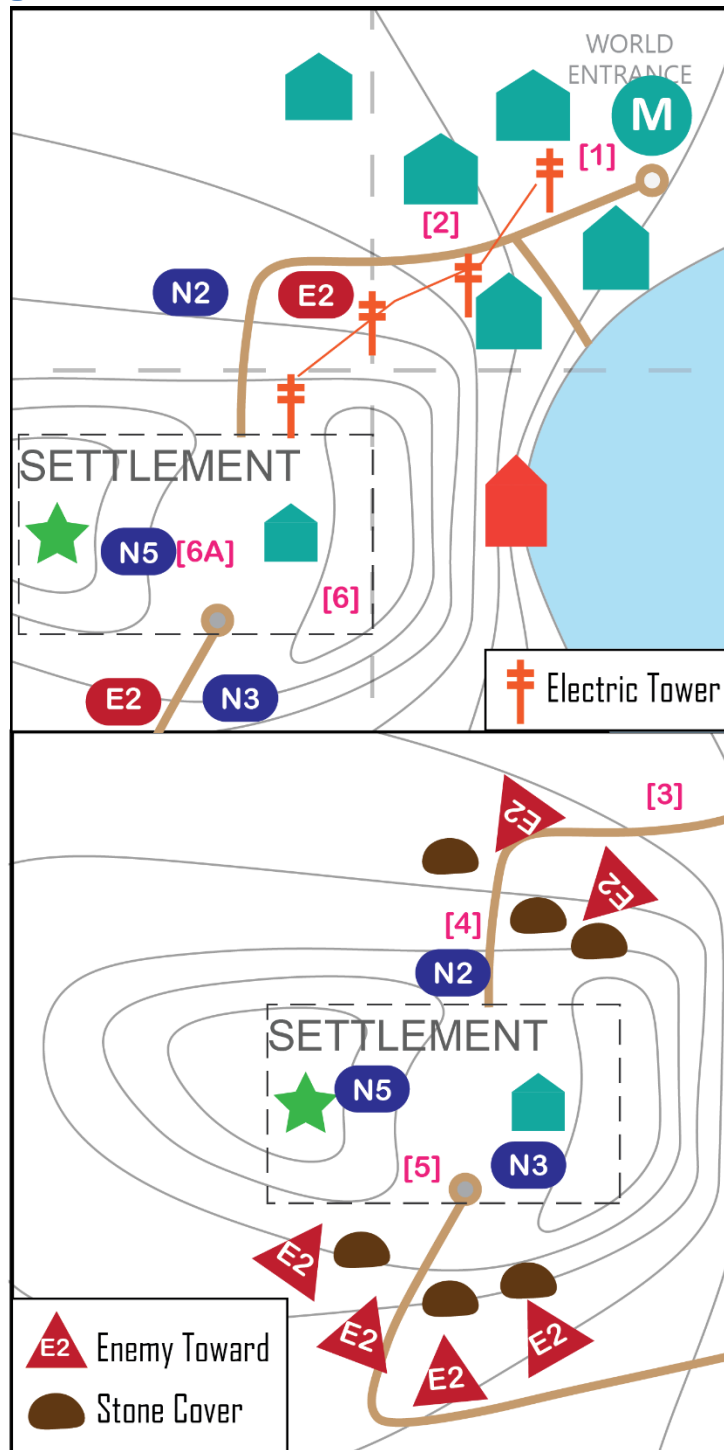 WORLD
ENTRANCE
M
[1]
[2]
N2
E2
SETTLEMENT
N5
[6A]
[6]
E2
N3
Electric Tower
[3]
E2
E2
[4]
N2
SETTLEMENT
N5
N3
[5]
E2
E2
E2
E2
E2 Enemy Toward
Stone Cover